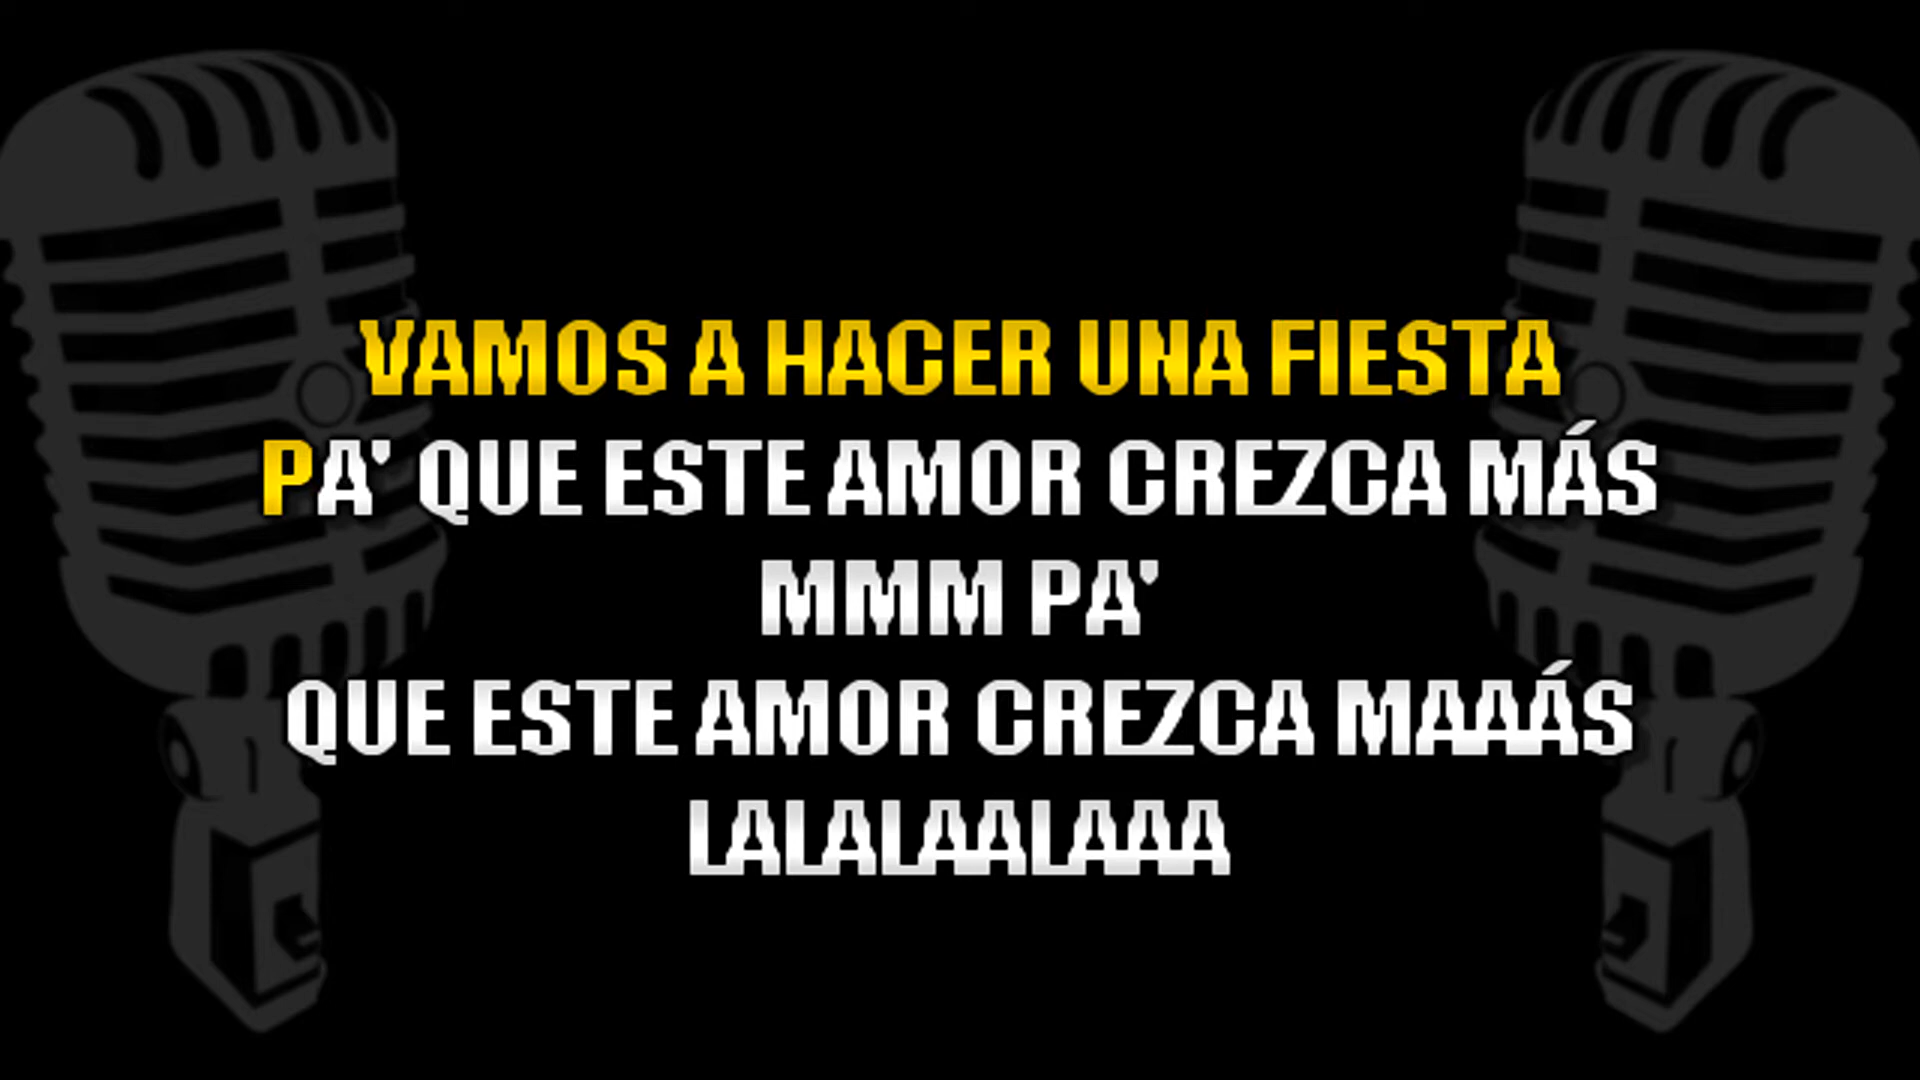 VAMOS A HACER UNA FIESTA
PA' QUE ESTE AMOR CREZCA MÁS
MMM PA'
QUE ESTE AMOR CREZCA MAAÁS
LALALAALAAA